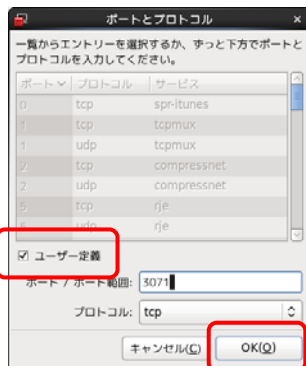 ポートとプロトコル
一覧からエントリーを選択するか、ずっと下方でポートと
プロトコルを入力してください。
ポート プロトコル サービス
0 tcp spr-itunes
1 tcp tcpmux
1 udp tcpmux
2 tcp compressnet
2 udp compressnet
5 tcp rje
5 udp rje
ユーザー定義
ポート / ポート範囲: 3071
プロトコル: tcp
キャンセル(C) OK(O)